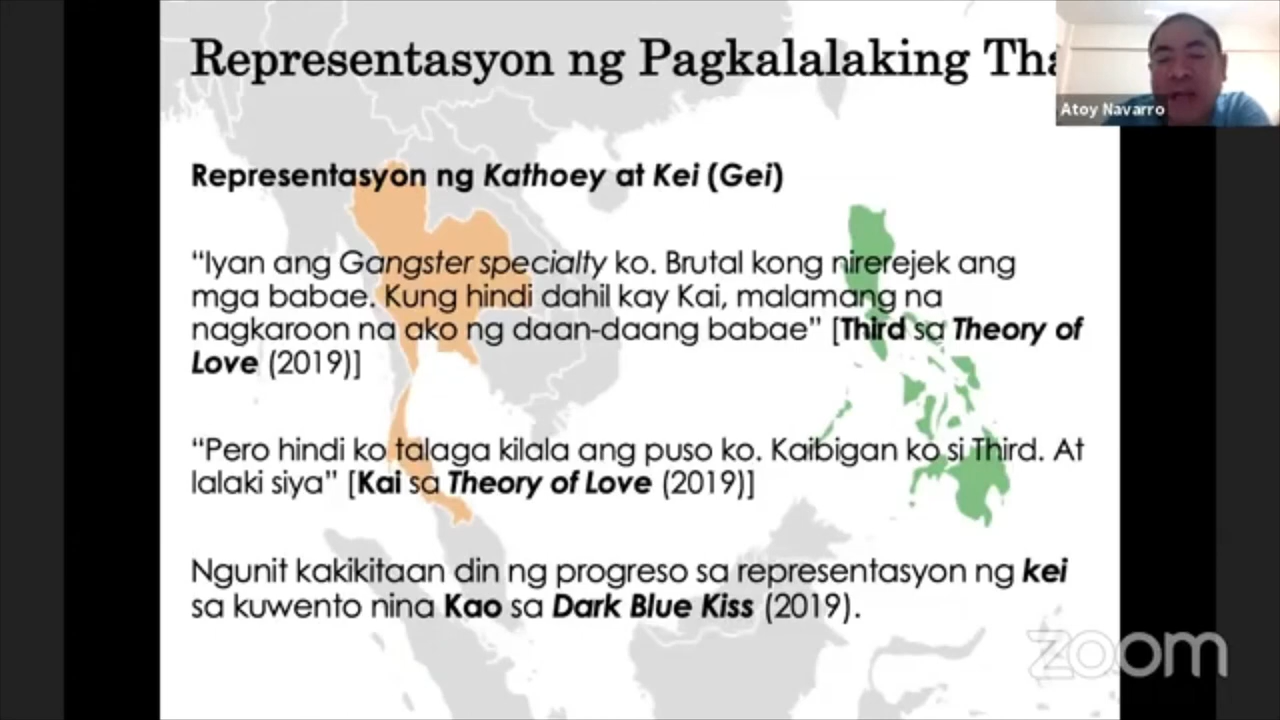 Representasyon ng Pagkalalaking Tha
Atoy Navarro
Representasyon ng Kathoey at Kei (Gei)
“Iyan ang Gangster specialty ko. Brutal kong nirerejek ang
mga babae. Kung hindi dahil kay Kai, malamang na
nagkaroon na ako ng daan-daang babae” [Third sa Theory of
Love (2019)]
“Pero hindi ko talaga kilala ang puso ko. Kaibigan ko si Third. At
lalaki siya” [Kai sa Theory of Love (2019)]
Ngunit kakikitaan din ng progreso sa representasyon ng kei
sa kuwento nina Kao sa Dark Blue Kiss (2019).
zoom